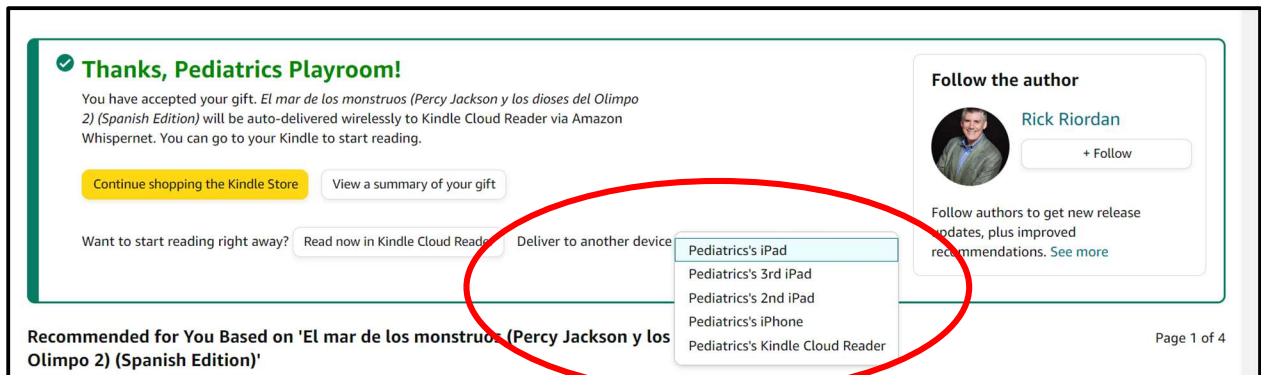 Thanks, Pediatrics Playroom!
You have accepted your gift. El mar de los monstruos (Percy Jackson y los dioses del Olimpo
2) (Spanish Edition) will be auto-delivered wirelessly to Kindle Cloud Reader via Amazon
Whispernet. You can go to your Kindle to start reading.
Continue shopping the Kindle Store
View a summary of your gift
Want to start reading right away?
Read now in Kindle Cloud Reader
Deliver to another device
Pediatrics's iPad
Pediatrics's 3rd iPad
Pediatrics's 2nd iPad
Pediatrics's iPhone
Pediatrics's Kindle Cloud Reader
Follow the author
Rick Riordan
+ Follow
Follow authors to get new release
updates, plus improved
recommendations. See more
Recommended for You Based on 'El mar de los monstruos (Percy Jackson y los
Olimpo 2) (Spanish Edition)'
Page 1 of 4